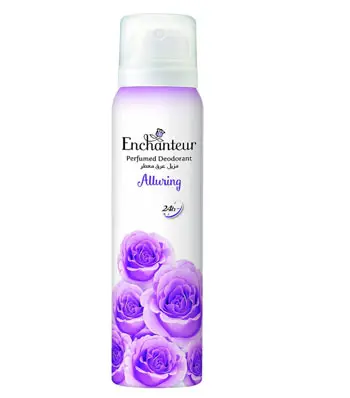 Enchanteur
Perfumed Deodorant
مزيل عرق معطر
Alluring
24h